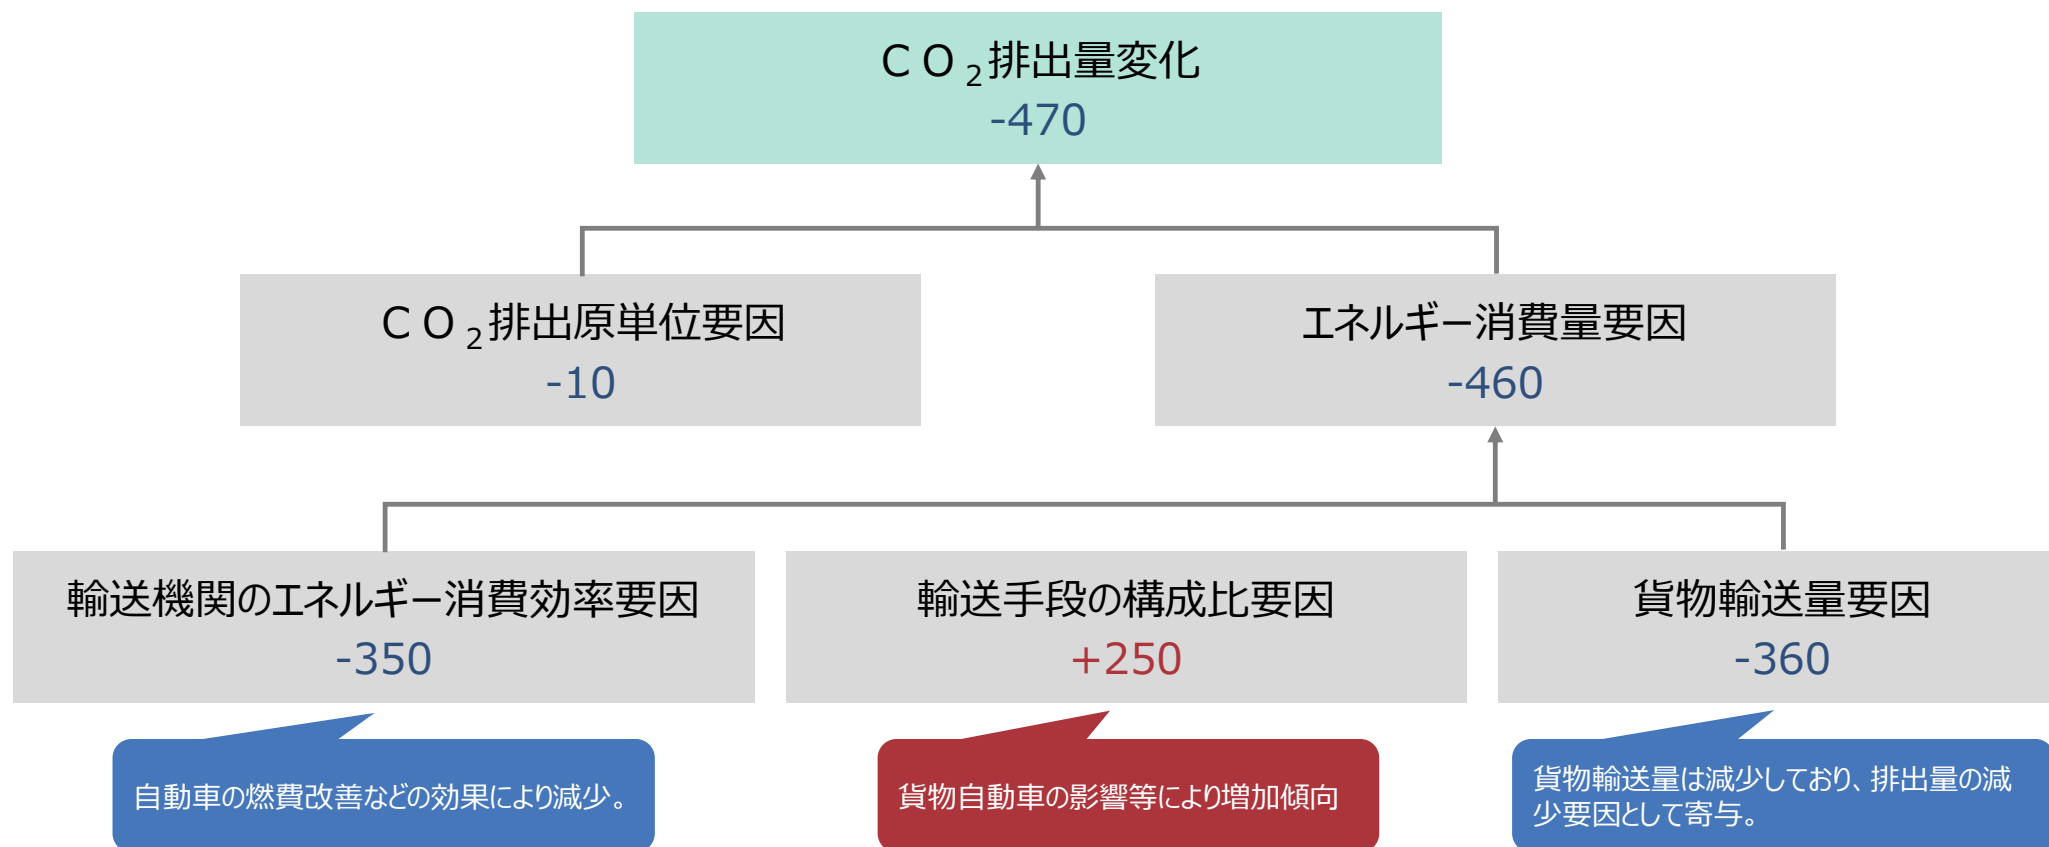 ＣＯ₂排出量変化
-470
ＣＯ₂排出原単位要因
-10
エネルギー消費量要因
-460
輸送機関のエネルギー消費効率要因
-350
輸送手段の構成比要因
+250
貨物輸送量要因
-360
自動車の燃費改善などの効果により減少。
貨物自動車の影響等により増加傾向
貨物輸送量は減少しており、排出量の減
少要因として寄与。